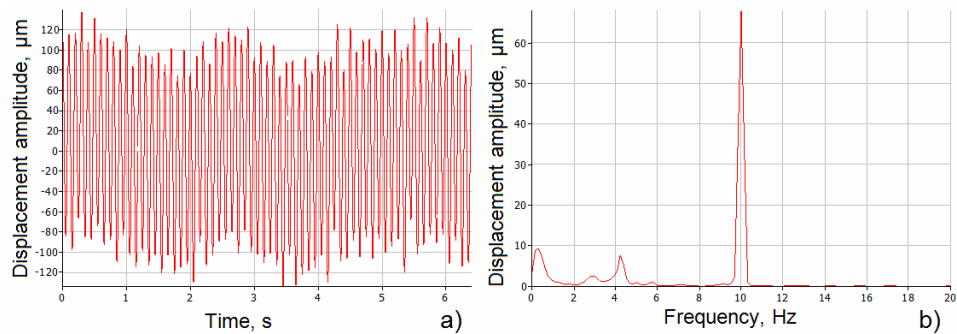 Displacement amplitude, µm
120
100
80
60
40
20
0
-20
-40
-60
-80
-100
-120
0 1 2 3 4 5 6
Time, s
a)
Displacement amplitude, µm
60
50
40
30
20
10
0
0 2 4 6 8 10 12 14 16 18 20
Frequency, Hz
b)